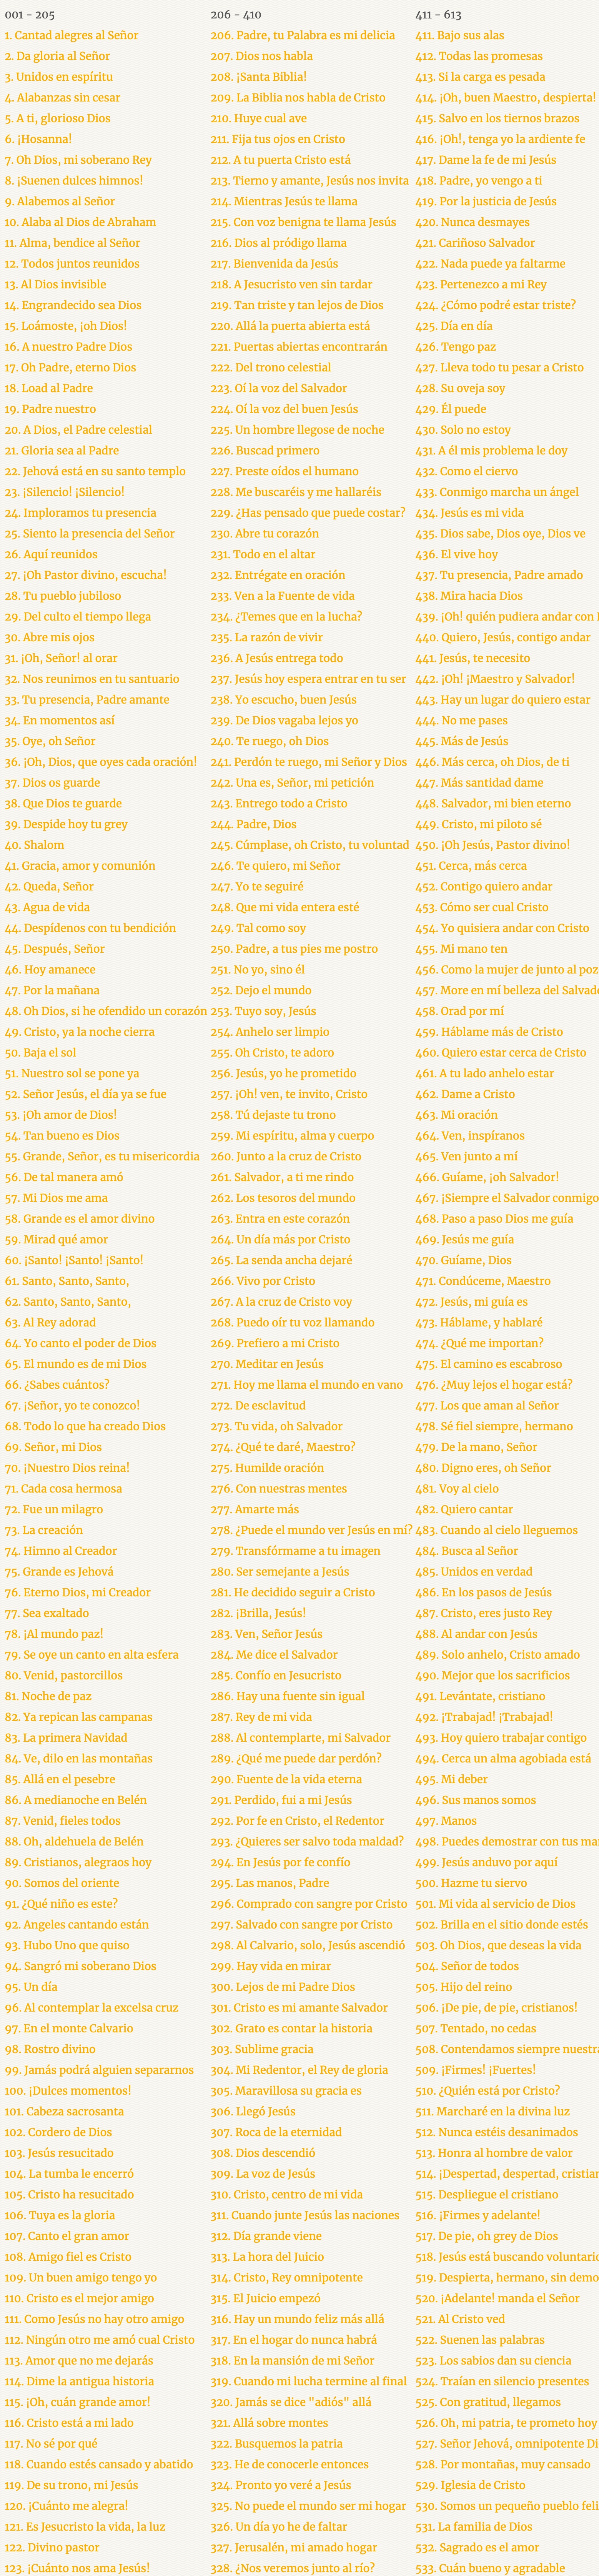 001 - 205
1. Cantad alegres al Señor
2. Da gloria al Señor
3. Unidos en espíritu
4. Alabanzas sin cesar
5. A ti, glorioso Dios
6. ¡Hosanna!
7. Oh Dios, mi soberano Rey
8. ¡Suenen dulces himnos!
9. Alabemos al Señor
10. Alaba al Dios de Abraham
11. Alma, bendice al Señor
12. Todos juntos reunidos
13. Al Dios invisible
14. Engrandecido sea Dios
15. Loámoste, ¡oh Dios!
16. A nuestro Padre Dios
17. Oh Padre, eterno Dios
18. Load al Padre
19. Padre nuestro
20. A Dios, el Padre celestial
21. Gloria sea al Padre
22. Jehová está en su santo templo
23. ¡Silencio! ¡Silencio!
24. Imploramos tu presencia
25. Siento la presencia del Señor
26. Aquí reunidos
27. ¡Oh Pastor divino, escucha!
28. Tu pueblo jubiloso
29. Del culto el tiempo llega
30. Abre mis ojos
31. ¡Oh, Señor! al orar
32. Nos reunimos en tu santuario
33. Tu presencia, Padre amante
34. En momentos así
35. Oye, oh Señor
36. ¡Oh, Dios, que oyes cada oración!
37. Dios os guarde
38. Que Dios te guarde
39. Despide hoy tu grey
40. Shalom
41. Gracia, amor y comunión
42. Queda, Señor
43. Agua de vida
44. Despídenos con tu bendición
45. Después, Señor
46. Hoy amanece
47. Por la mañana
48. Oh Dios, si he ofendido un corazón
49. Cristo, ya la noche cierra
50. Baja el sol
51. Nuestro sol se pone ya
52. Señor Jesús, el día ya se fue
53. ¡Oh amor de Dios!
54. Tan bueno es Dios
55. Grande, Señor, es tu misericordia
56. De tal manera amó
57. Mi Dios me ama
58. Grande es el amor divino
59. Mirad qué amor
60. ¡Santo! ¡Santo! ¡Santo!
61. Santo, Santo, Santo,
62. Santo, Santo, Santo,
63. Al Rey adorad
64. Yo canto el poder de Dios
65. El mundo es de mi Dios
66. ¿Sabes cuántos?
67. ¡Señor, yo te conozco!
68. Todo lo que ha creado Dios
69. Señor, mi Dios
70. ¡Nuestro Dios reina!
71. Cada cosa hermosa
72. Fue un milagro
73. La creación
74. Himno al Creador
75. Grande es Jehová
76. Eterno Dios, mi Creador
77. Sea exaltado
78. ¡Al mundo paz!
79. Se oye un canto en alta esfera
80. Venid, pastorcillos
81. Noche de paz
82. Ya repican las campanas
83. La primera Navidad
84. Ve, dilo en las montañas
85. Allá en el pesebre
86. A medianoche en Belén
87. Venid, fieles todos
88. Oh, aldehuela de Belén
89. Cristianos, alegraos hoy
90. Somos del oriente
91. ¿Qué niño es este?
92. Angeles cantando están
93. Hubo Uno que quiso
94. Sangró mi soberano Dios
95. Un día
96. Al contemplar la excelsa cruz
97. En el monte Calvario
98. Rostro divino
99. Jamás podrá alguien separarnos
100. ¡Dulces momentos!
101. Cabeza sacrosanta
102. Cordero de Dios
103. Jesús resucitado
104. La tumba le encerró
105. Cristo ha resucitado
106. Tuya es la gloria
107. Canto el gran amor
108. Amigo fiel es Cristo
109. Un buen amigo tengo yo
110. Cristo es el mejor amigo
111. Como Jesús no hay otro amigo
112. Ningún otro me amó cual Cristo
113. Amor que no me dejarás
114. Dime la antigua historia
115. ¡Oh, cuán grande amor!
116. Cristo está a mi lado
117. No sé por qué
118. Cuando estés cansado y abatido
119. De su trono, mi Jesús
120. ¡Cuánto me alegra!
121. Es Jesucristo la vida, la luz
122. Divino pastor
123. ¡Cuánto nos ama Jesús!
206 - 410
206. Padre, tu Palabra es mi delicia
207. Dios nos habla
208. ¡Santa Biblia!
209. La Biblia nos habla de Cristo
210. Huye cual ave
211. Fija tus ojos en Cristo
212. A tu puerta Cristo está
213. Tierno y amante, Jesús nos invita
214. Mientras Jesús te llama
215. Con voz benigna te llama Jesús
216. Dios al pródigo llama
217. Bienvenida da Jesús
218. A Jesucristo ven sin tardar
219. Tan triste y tan lejos de Dios
220. Allá la puerta abierta está
221. Puertas abiertas encontrarán
222. Del trono celestial
223. Oí la voz del Salvador
224. Oí la voz del buen Jesús
225. Un hombre llegose de noche
226. Buscad primero
227. Preste oídos el humano
228. Me buscaréis y me hallaréis
229. ¿Has pensado que puede costar?
230. Abre tu corazón
231. Todo en el altar
232. Entrégate en oración
233. Ven a la Fuente de vida
234. ¿Temes que en la lucha?
235. La razón de vivir
236. A Jesús entrega todo
237. Jesús hoy espera entrar en tu ser
238. Yo escucho, buen Jesús
239. De Dios vagaba lejos yo
240. Te ruego, oh Dios
241. Perdón te ruego, mi Señor y Dios
242. Una es, Señor, mi petición
243. Entrego todo a Cristo
244. Padre, Dios
245. Cúmplase, oh Cristo, tu voluntad
246. Te quiero, mi Señor
247. Yo te seguiré
248. Que mi vida entera esté
249. Tal como soy
250. Padre, a tus pies me postro
251. No yo, sino él
252. Dejo el mundo
253. Tuyo soy, Jesús
254. Anhelo ser limpio
255. Oh Cristo, te adoro
256. Jesús, yo he prometido
257. ¡Oh! ven, te invito, Cristo
258. Tú dejaste tu trono
259. Mi espíritu, alma y cuerpo
260. Junto a la cruz de Cristo
261. Salvador, a ti me rindo
262. Los tesoros del mundo
263. Entra en este corazón
264. Un día más por Cristo
265. La senda ancha dejaré
266. Vivo por Cristo
267. A la cruz de Cristo voy
268. Puedo oír tu voz llamando
269. Prefiero a mi Cristo
270. Meditar en Jesús
271. Hoy me llama el mundo en vano
272. De esclavitud
273. Tu vida, oh Salvador
274. ¿Qué te daré, Maestro?
275. Humilde oración
276. Con nuestras mentes
277. Amarte más
278. ¿Puede el mundo ver Jesús en mí?
279. Transfórmame a tu imagen
280. Ser semejante a Jesús
281. He decidido seguir a Cristo
282. ¡Brilla, Jesús!
283. Ven, Señor Jesús
284. Me dice el Salvador
285. Confío en Jesucristo
286. Hay una fuente sin igual
287. Rey de mi vida
288. Al contemplarte, mi Salvador
289. ¿Qué me puede dar perdón?
290. Fuente de la vida eterna
291. Perdido, fui a mi Jesús
292. Por fe en Cristo, el Redentor
293. ¿Quieres ser salvo toda maldad?
294. En Jesús por fe confío
295. Las manos, Padre
296. Comprado con sangre por Cristo
297. Salvado con sangre por Cristo
298. Al Calvario, solo, Jesús ascendió
299. Hay vida en mirar
300. Lejos de mi Padre Dios
301. Cristo es mi amante Salvador
302. Grato es contar la historia
303. Sublime gracia
304. Mi Redentor, el Rey de gloria
305. Maravillosa su gracia es
306. Llegó Jesús
307. Roca de la eternidad
308. Dios descendió
309. La voz de Jesús
310. Cristo, centro de mi vida
311. Cuando junte Jesús las naciones
312. Día grande viene
313. La hora del Juicio
314. Cristo, Rey omnipotente
315. El Juicio empezó
316. Hay un mundo feliz más allá
317. En el hogar do nunca habrá
318. En la mansión de mi Señor
319. Cuando mi lucha termine al final
320. Jamás se dice "adiós" allá
321. Allá sobre montes
322. Busquemos la patria
323. He de conocerle entonces
324. Pronto yo veré a Jesús
325. No puede el mundo ser mi hogar
326. Un día yo he de faltar
327. Jerusalén, mi amado hogar
328. ¿Nos veremos junto al río?
411 - 613
411. Bajo sus alas
412. Todas las promesas
413. Si la carga es pesada
414. ¡Oh, buen Maestro, despierta!
415. Salvo en los tiernos brazos
416. ¡Oh!, tenga yo la ardiente fe
417. Dame la fe de mi Jesús
418. Padre, yo vengo a ti
419. Por la justicia de Jesús
420. Nunca desmayes
421. Cariñoso Salvador
422. Nada puede ya faltarme
423. Pertenezco a mi Rey
424. ¿Cómo podré estar triste?
425. Día en día
426. Tengo paz
427. Lleva todo tu pesar a Cristo
428. Su oveja soy
429. Él puede
430. Solo no estoy
431. A él mis problema le doy
432. Como el ciervo
433. Conmigo marcha un ángel
434. Jesús es mi vida
435. Dios sabe, Dios oye, Dios ve
436. El vive hoy
437. Tu presencia, Padre amado
438. Mira hacia Dios
439. ¡Oh! quién pudiera andar con
440. Quiero, Jesús, contigo andar
441. Jesús, te necesito
442. ¡Oh! ¡Maestro y Salvador!
443. Hay un lugar do quiero estar
444. No me pases
445. Más de Jesús
446. Más cerca, oh Dios, de ti
447. Más santidad dame
448. Salvador, mi bien eterno
449. Cristo, mi piloto sé
450. ¡Oh Jesús, Pastor divino!
451. Cerca, más cerca
452. Contigo quiero andar
453. Cómo ser cual Cristo
454. Yo quisiera andar con Cristo
455. Mi mano ten
456. Como la mujer de junto al poz
457. More en mí belleza del Salvad
458. Orad por mí
459. Háblame más de Cristo
460. Quiero estar cerca de Cristo
461. A tu lado anhelo estar
462. Dame a Cristo
463. Mi oración
464. Ven, inspíranos
465. Ven junto a mí
466. Guíame, ¡oh Salvador!
467. ¡Siempre el Salvador conmigo
468. Paso a paso Dios me guía
469. Jesús me guía
470. Guíame, Dios
471. Condúceme, Maestro
472. Jesús, mi guía es
473. Háblame, y hablaré
474. ¿Qué me importan?
475. El camino es escabroso
476. ¿Muy lejos el hogar está?
477. Los que aman al Señor
478. Sé fiel siempre, hermano
479. De la mano, Señor
480. Digno eres, oh Señor
481. Voy al cielo
482. Quiero cantar
483. Cuando al cielo lleguemos
484. Busca al Señor
485. Unidos en verdad
486. En los pasos de Jesús
487. Cristo, eres justo Rey
488. Al andar con Jesús
489. Solo anhelo, Cristo amado
490. Mejor que los sacrificios
491. Levántate, cristiano
492. ¡Trabajad! ¡Trabajad!
493. Hoy quiero trabajar contigo
494. Cerca un alma agobiada está
495. Mi deber
496. Sus manos somos
497. Manos
498. Puedes demostrar con tus ma
499. Jesús anduvo por aquí
500. Hazme tu siervo
501. Mi vida al servicio de Dios
502. Brilla en el sitio donde estés
503. Oh Dios, que deseas la vida
504. Señor de todos
505. Hijo del reino
506. ¡De pie, de pie, cristianos!
507. Tentado, no cedas
508. Contendamos siempre nuestra
509. ¡Firmes! ¡Fuertes!
510. ¿Quién está por Cristo?
511. Marcharé en la divina luz
512. Nunca estéis desanimados
513. Honra al hombre de valor
514. ¡Despertad, despertad, cristian
515. Despliegue el cristiano
516. ¡Firmes y adelante!
517. De pie, oh grey de Dios
518. Jesús está buscando voluntario
519. Despierta, hermano, sin demo
520. ¡Adelante! manda el Señor
521. Al Cristo ved
522. Suenen las palabras
523. Los sabios dan su ciencia
524. Traían en silencio presentes
525. Con gratitud, llegamos
526. Oh, mi patria, te prometo hoy
527. Señor Jehová, omnipotente Di
528. Por montañas, muy cansado
529. Iglesia de Cristo
530. Somos un pequeño pueblo feli
531. La familia de Dios
532. Sagrado es el amor
533. Cuán bueno y agradable